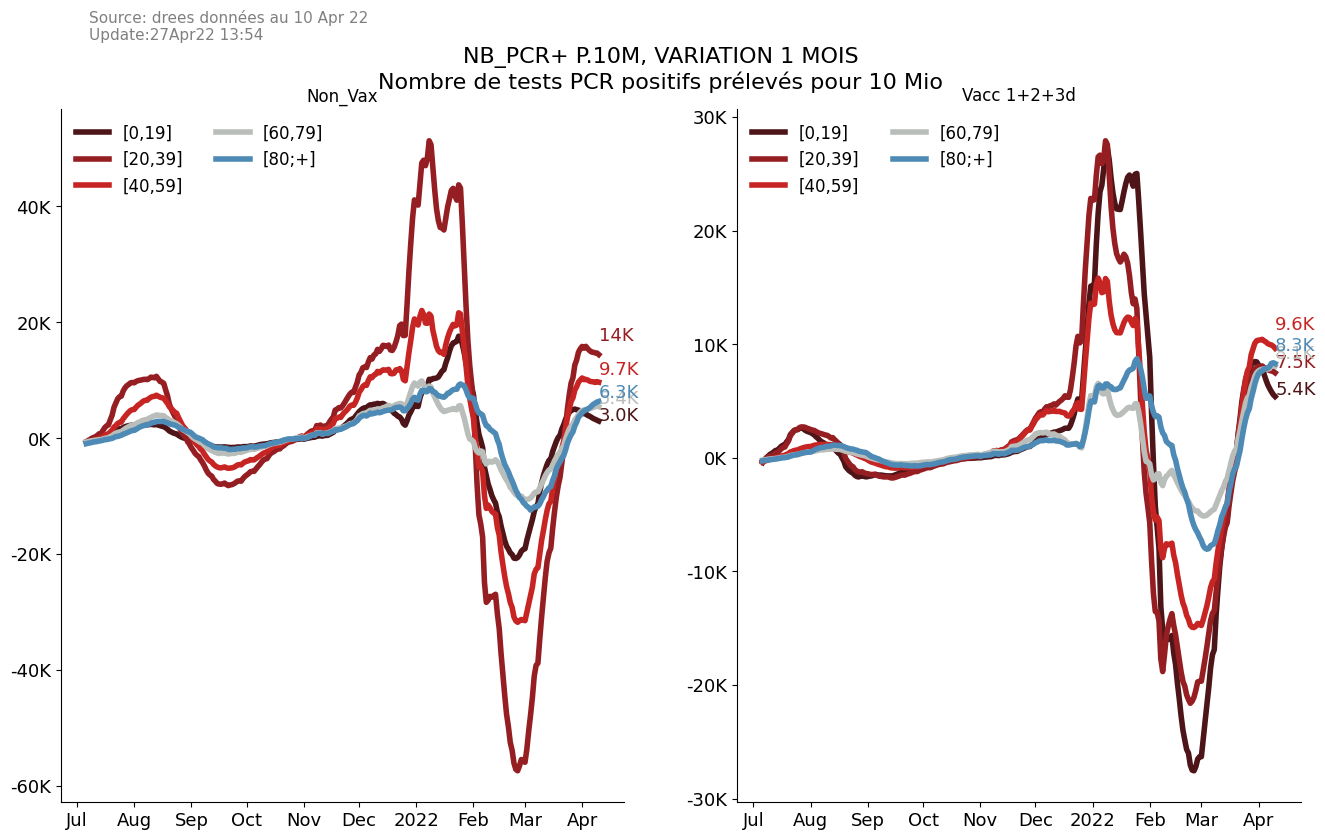 Source: drees données au 10 Apr 22
Update:27Apr22 13:54
NB_PCR+ P.10M, VARIATION 1 MOIS
Nombre de tests PCR positifs prélevés pour 10 Mio
Non_Vax
[0,19]
[20,39]
[40,59]
[60,79]
[80;+]
40K
20K
0K
-20K
-40K
-60K
14K
9.7K
6.3K
5.4K
3.0K
Jul Aug Sep Oct Nov Dec 2022 Feb Mar Apr
Vacc 1+2+3d
[0,19]
[20,39]
[40,59]
[60,79]
[80;+]
30K
20K
10K
0K
-10K
-20K
-30K
9.6K
8.3K
7.5K
5.4K
Jul Aug Sep Oct Nov Dec 2022 Feb Mar Apr